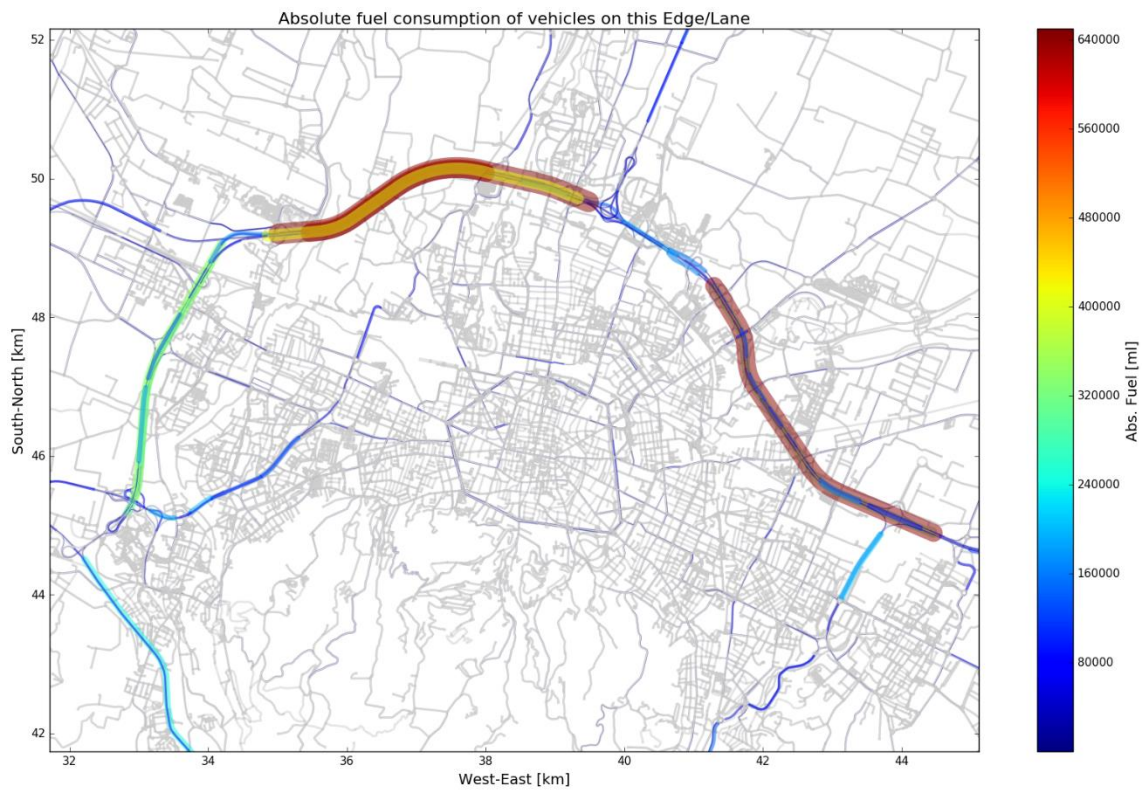 Absolute fuel consumption of vehicles on this Edge/Lane
52
50
48
46
44
42
South-North [km]
32 34 36 38 40 42 44
West-East [km]
640000
560000
480000
400000
320000
240000
160000
80000
Abs. Fuel [ml]